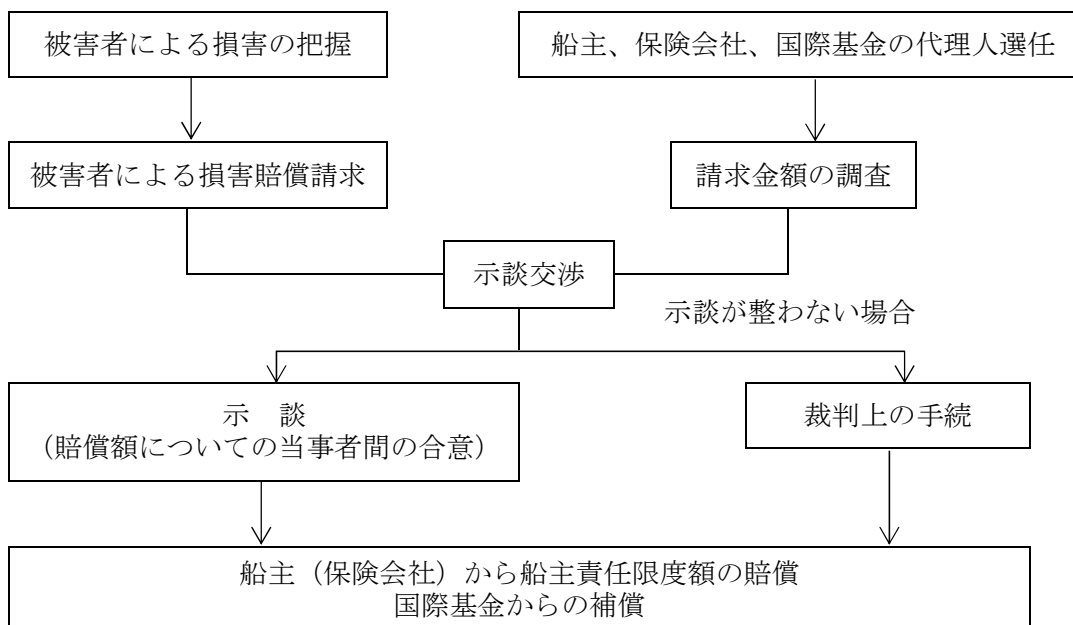 被害者による損害の把握
船主、保険会社、国際基金の代理人選任
被害者による損害賠償請求
請求金額の調査
示談交渉
示談が整わない場合
示　談
（賠償額についての当事者間の合意）
裁判上の手続
船主（保険会社）から船主責任限度額の賠償
国際基金からの補償